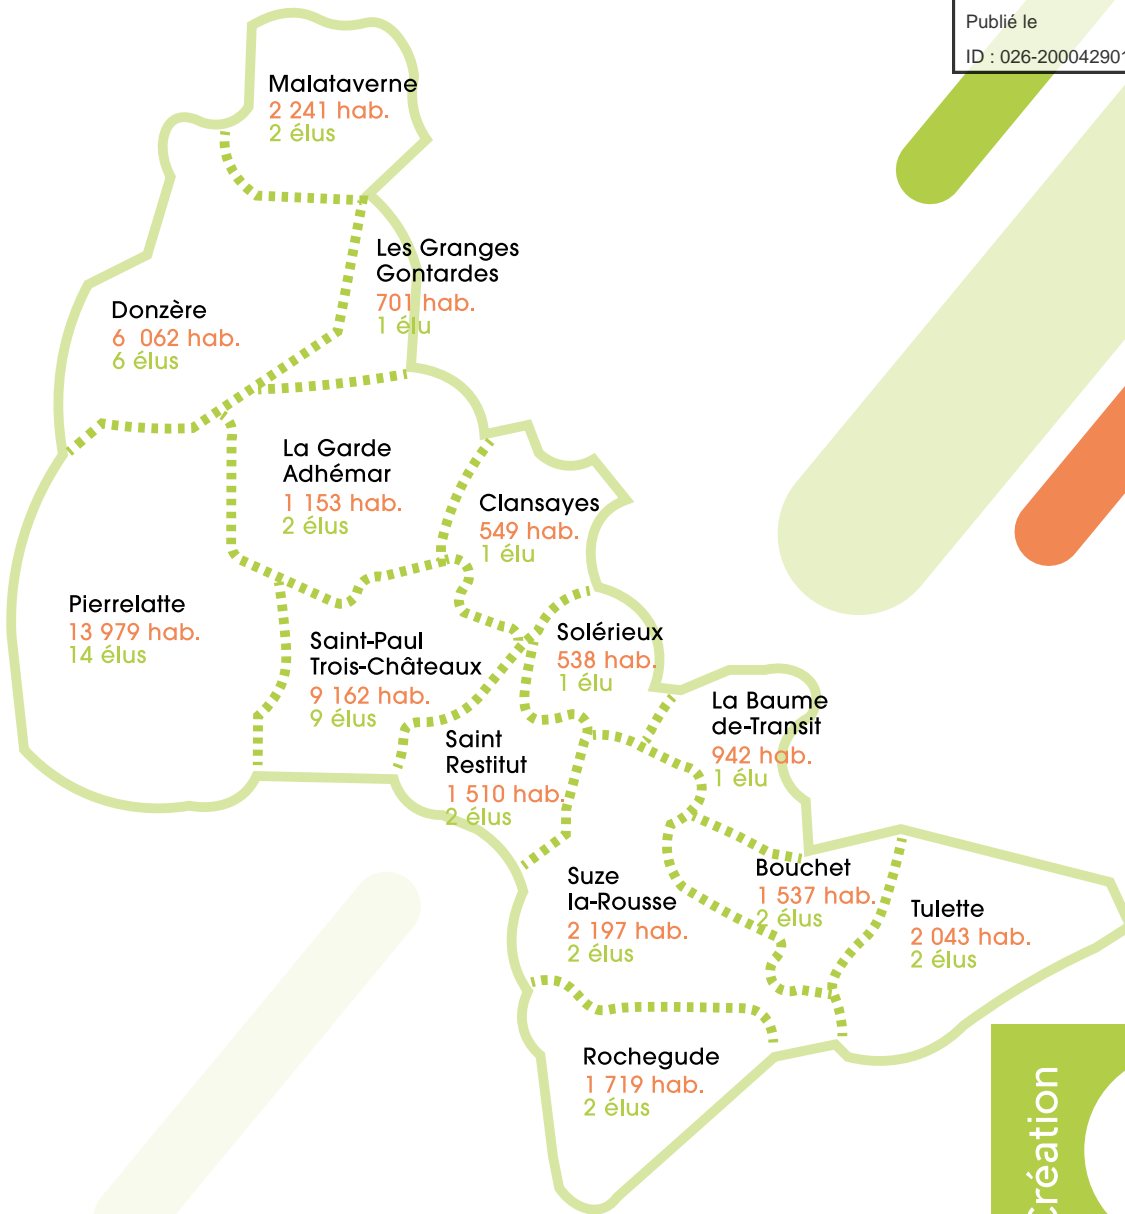 Publié le
ID : 026-200042901
Malataverne
2 241 hab.
2 élus
Les Granges
Gontardes
701 hab.
1 élu
Donzère
6 062 hab.
6 élus
La Garde
Adhémar
1 153 hab.
2 élus
Clansayes
549 hab.
1 élu
Pierrelatte
13 979 hab.
14 élus
Saint-Paul
Trois-Châteaux
9 162 hab.
9 élus
Solérieux
538 hab.
1 élu
La Baume
de-Transit
942 hab.
1 élu
Saint
Restitut
1 510 hab.
2 élus
Suze
la-Rousse
2 197 hab.
2 élus
Bouchet
1 537 hab.
2 élus
Tulette
2 043 hab.
2 élus
Rochegude
1 719 hab.
2 élus
Création